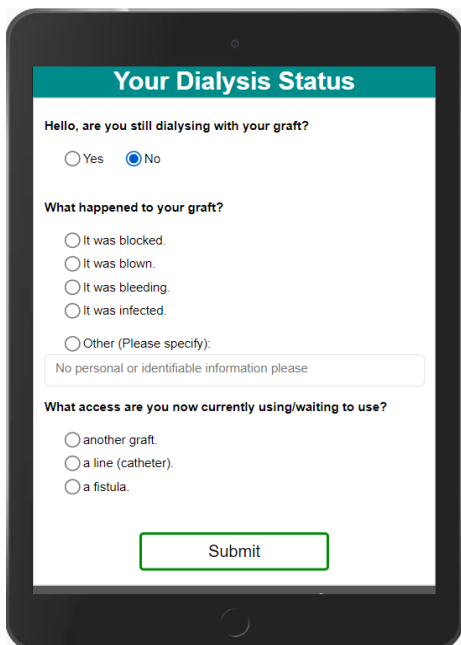 Your Dialysis Status
Hello, are you still dialysing with your graft?
Yes No
What happened to your graft?
It was blocked.
It was blown.
It was bleeding.
It was infected.
Other (Please specify):
No personal or identifiable information please
What access are you now currently using/waiting to use?
another graft.
a line (catheter).
a fistula.
Submit